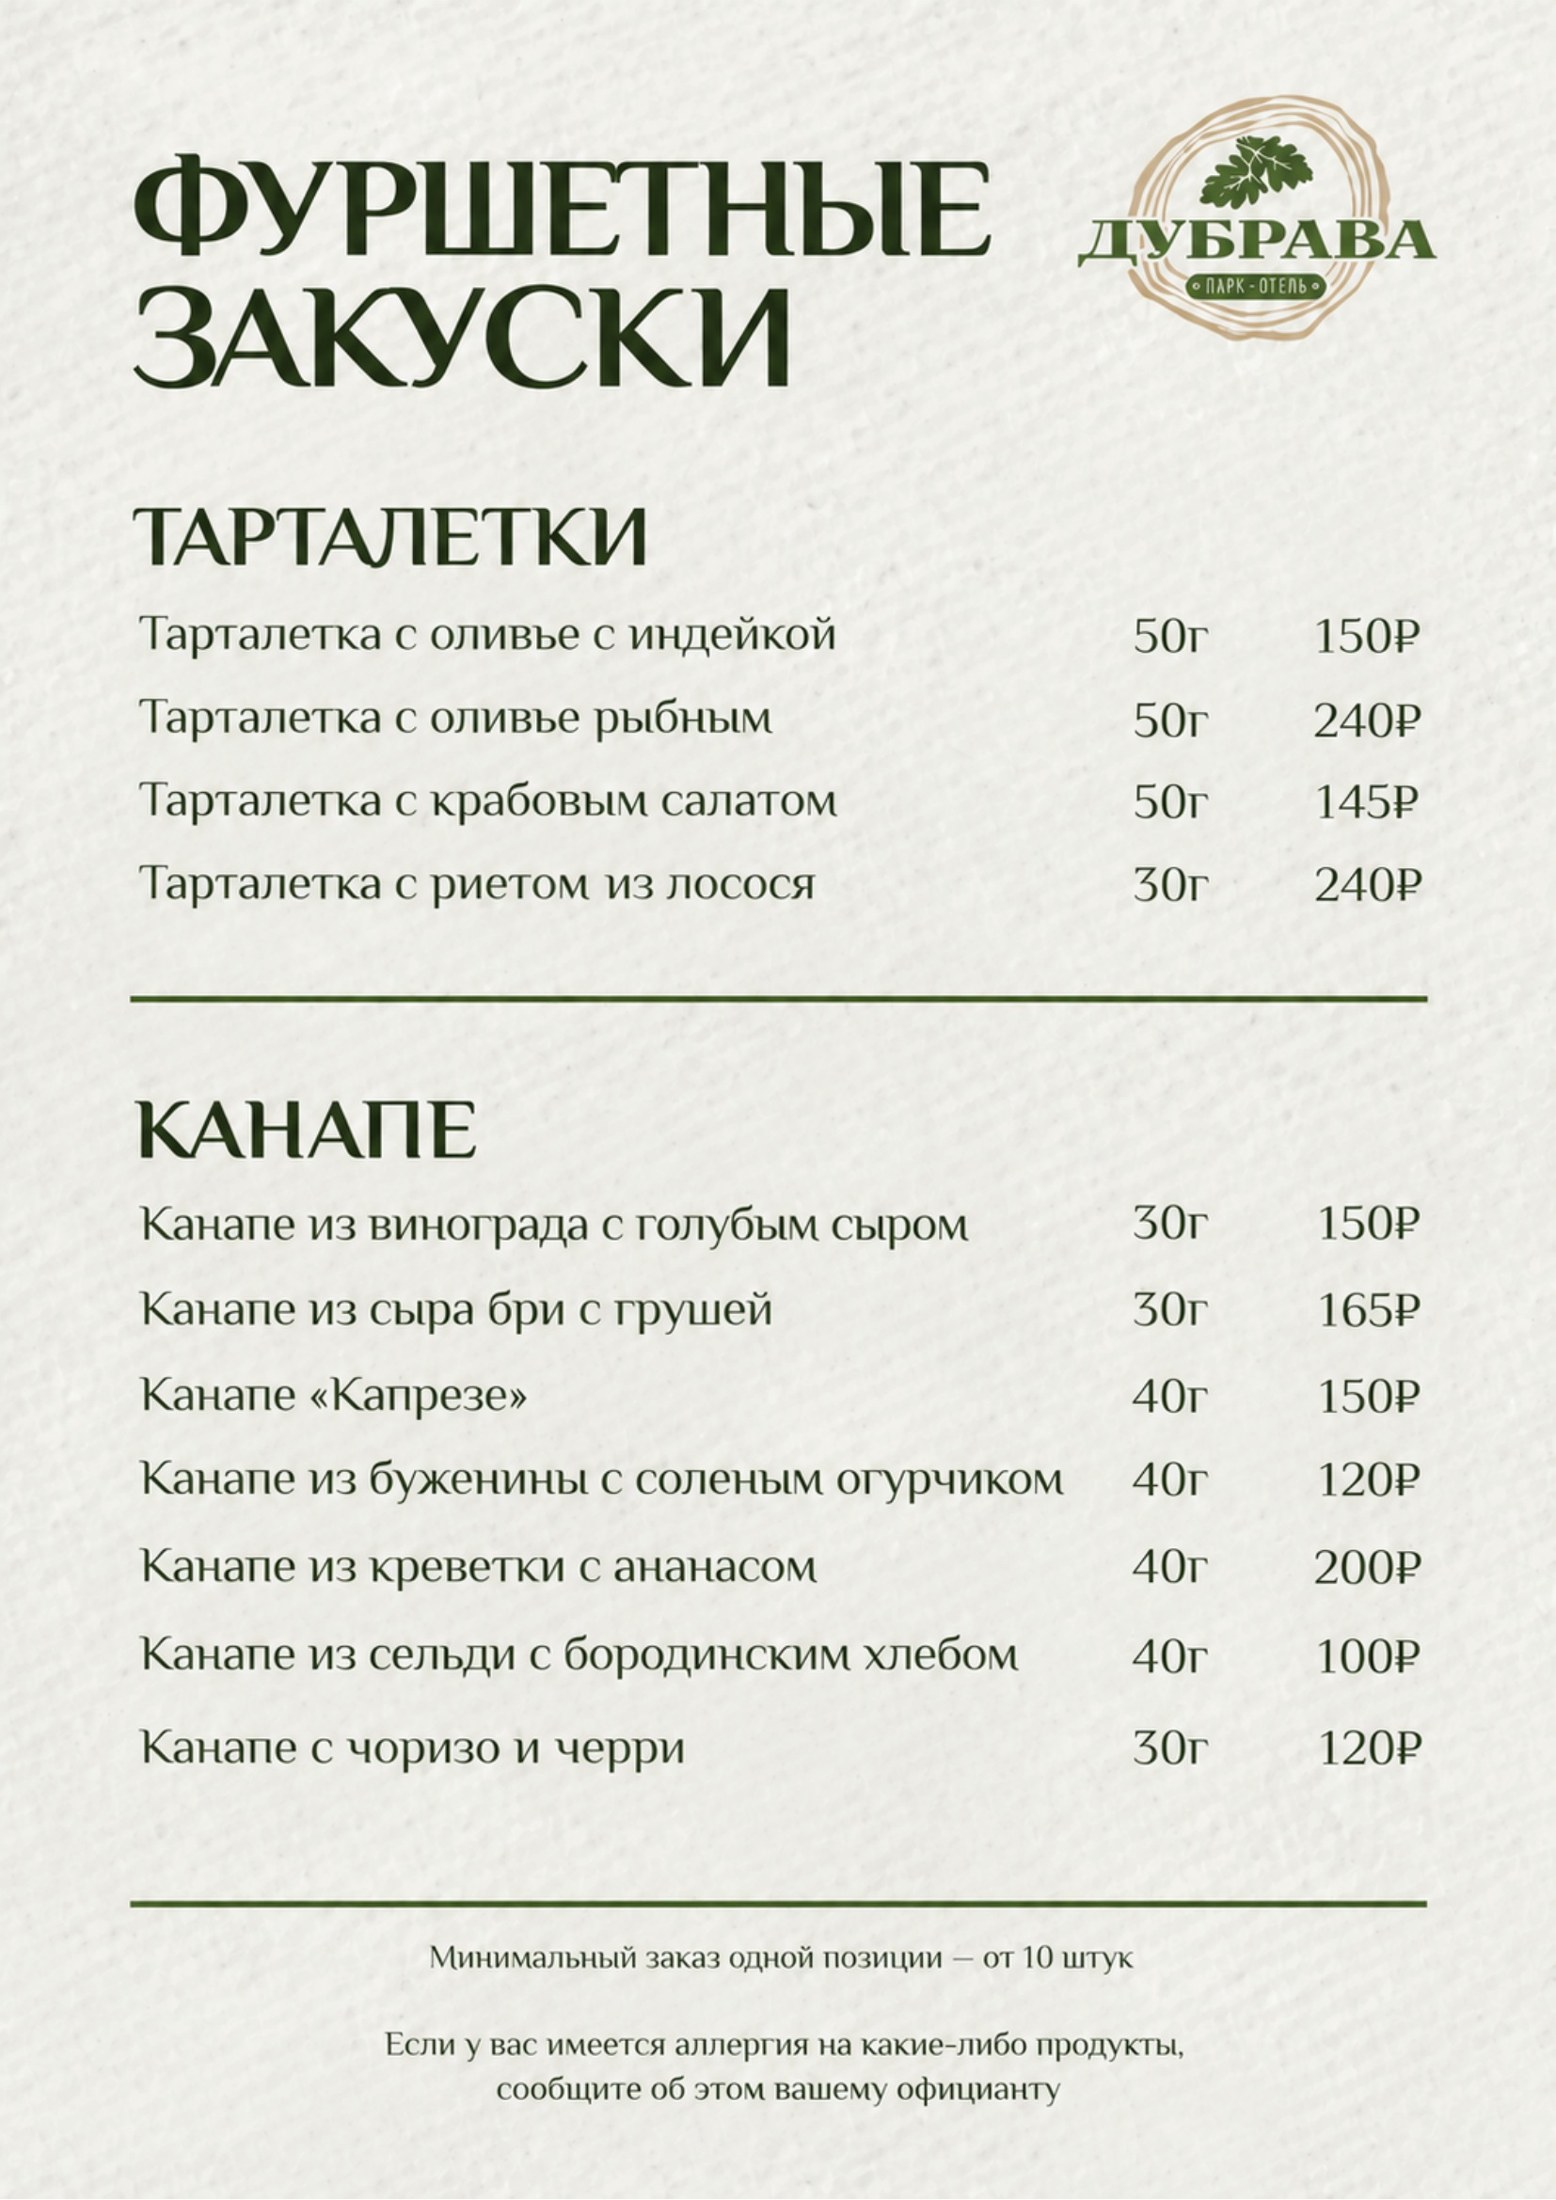 ФУРШЕТНЫЕ
ЗАКУСКИ
ДУБРАВА
ПАРК-ОТЕЛЬ
ТАРТАЛЕТКИ
Тарталетка с оливье с индейкой 50г 150₽
Тарталетка с оливье рыбным 50г 240₽
Тарталетка с крабовым салатом 50г 145₽
Тарталетка с риетом из лосося 30г 240₽
КАНАПЕ
Канапе из винограда с голубым сыром 30г 150₽
Канапе из сыра бри с грушей 30г 165₽
Канапе «Капрезе» 40г 150₽
Канапе из буженины с соленым огурчиком 40г 120₽
Канапе из креветки с ананасом 40г 200₽
Канапе из сельди с бородинским хлебом 40г 100₽
Канапе с чоризо и черри 30г 120₽
Минимальный заказ одной позиции — от 10 штук
Если у вас имеется аллергия на какие-либо продукты,
сообщите об этом вашему официанту